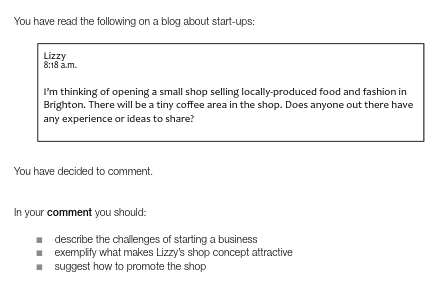 You have read the following on a blog about start-ups:
Lizzy
8:18 a.m.
I'm thinking of opening a small shop selling locally-produced food and fashion in
Brighton. There will be a tiny coffee area in the shop. Does anyone out there have
any experience or ideas to share?
You have decided to comment.
In your comment you should:
■ describe the challenges of starting a business
■ exemplify what makes Lizzy's shop concept attractive
■ suggest how to promote the shop